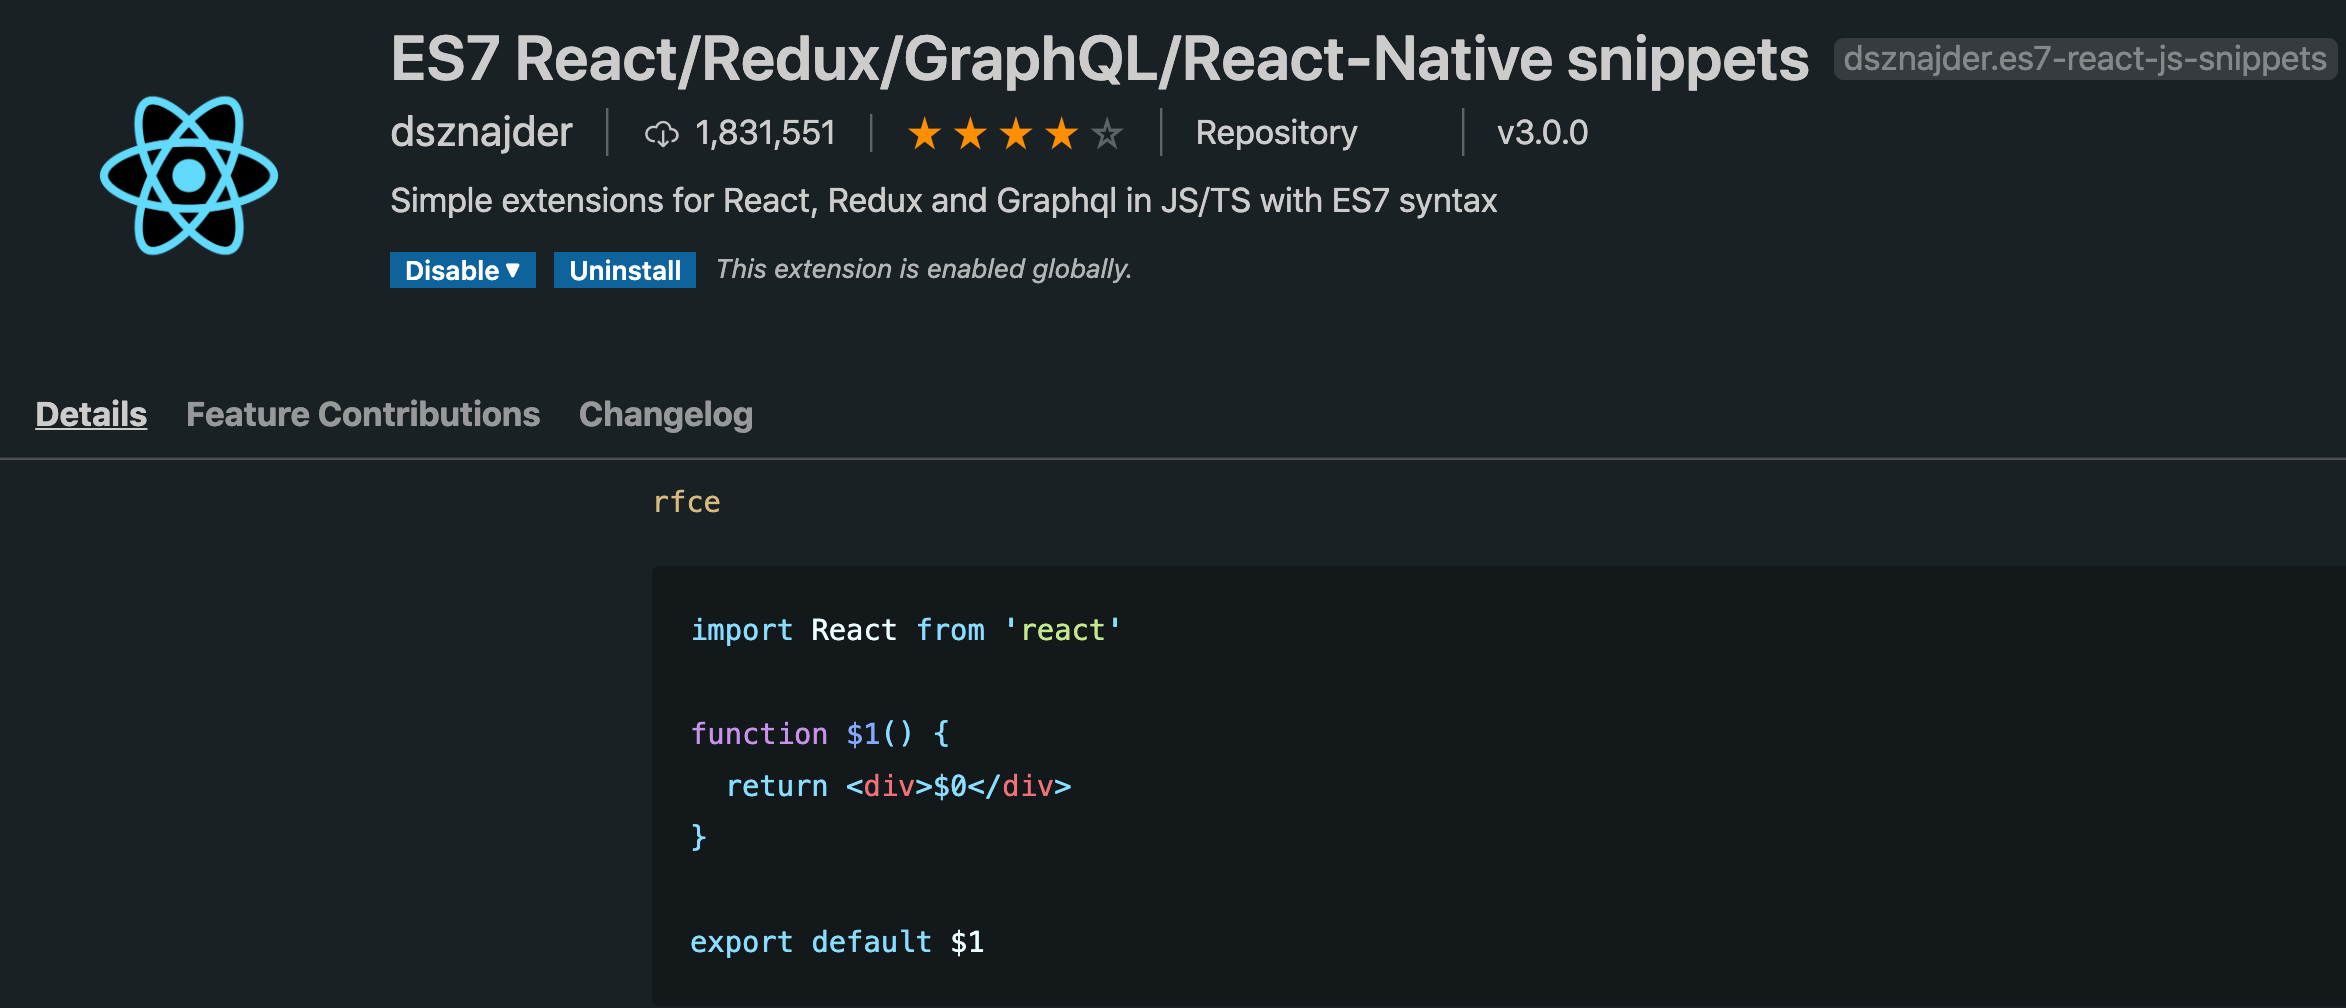 ES7 React/Redux/GraphQL/React-Native snippets dsznajder.es7-react-js-snippets
dsznajder 1,831,551 Repository v3.0.0
Simple extensions for React, Redux and Graphql in JS/TS with ES7 syntax
Disable Uninstall This extension is enabled globally.
Details Feature Contributions Changelog
rfce
import React from 'react'
function $1() {
  return <div>$0</div>
}
export default $1